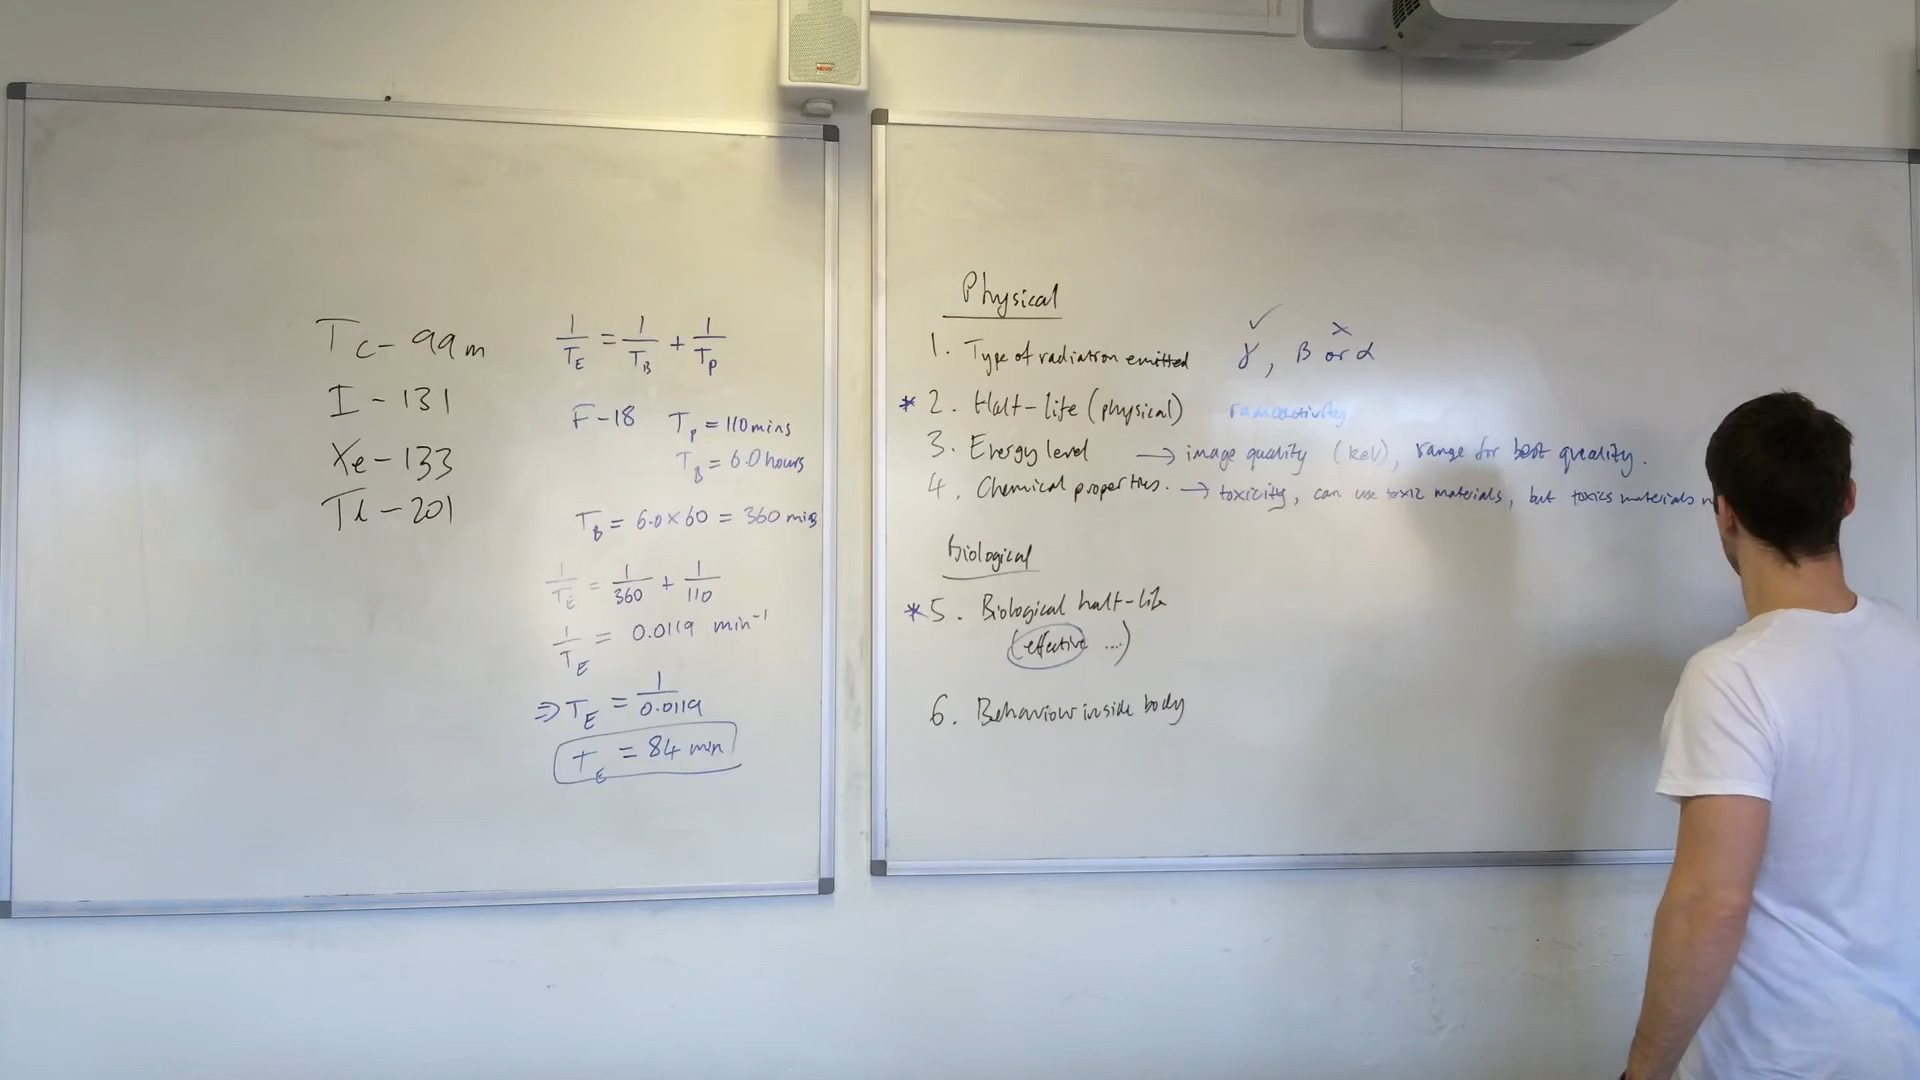 Tc-99m
I-131
Xe-133
Tl-201
1/T_E = 1/T_B + 1/T_P
F-18 T_P = 110 mins
T_B = 6.0 hours
T_B = 6.0 × 60 = 360 mins
1/T_E = 1/360 + 1/110
1/T_E = 0.0119 min⁻¹
⇒ T_E = 1/0.0119
T_E = 84 min
Physical
✓ ×
1. Type of radiation emitted γ, β or α
* 2. Half-life (physical) radioactivity
3. Energy level → image quality (keV), range for best quality.
4. Chemical properties. → toxicity, can use toxic materials, but toxics materials
Biological
* 5. Biological half-life
(effective ....)
6. Behaviour inside body